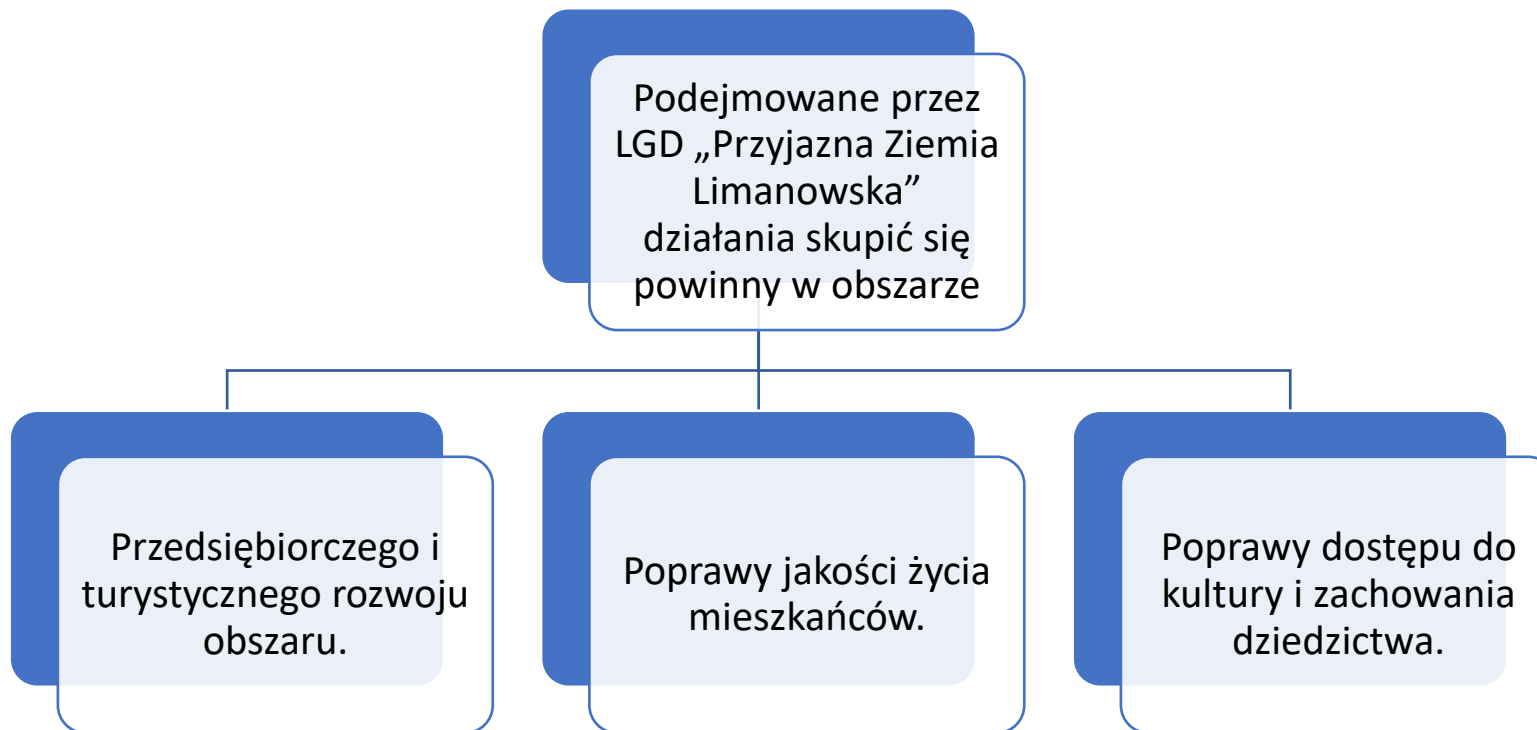 Podejmowane przez
LGD „Przyjazna Ziemia
Limanowska”
działania skupić się
powinny w obszarze
Przedsiębiorczego i
turystycznego rozwoju
obszaru.
Poprawy jakości życia
mieszkańców.
Poprawy dostępu do
kultury i zachowania
dziedzictwa.